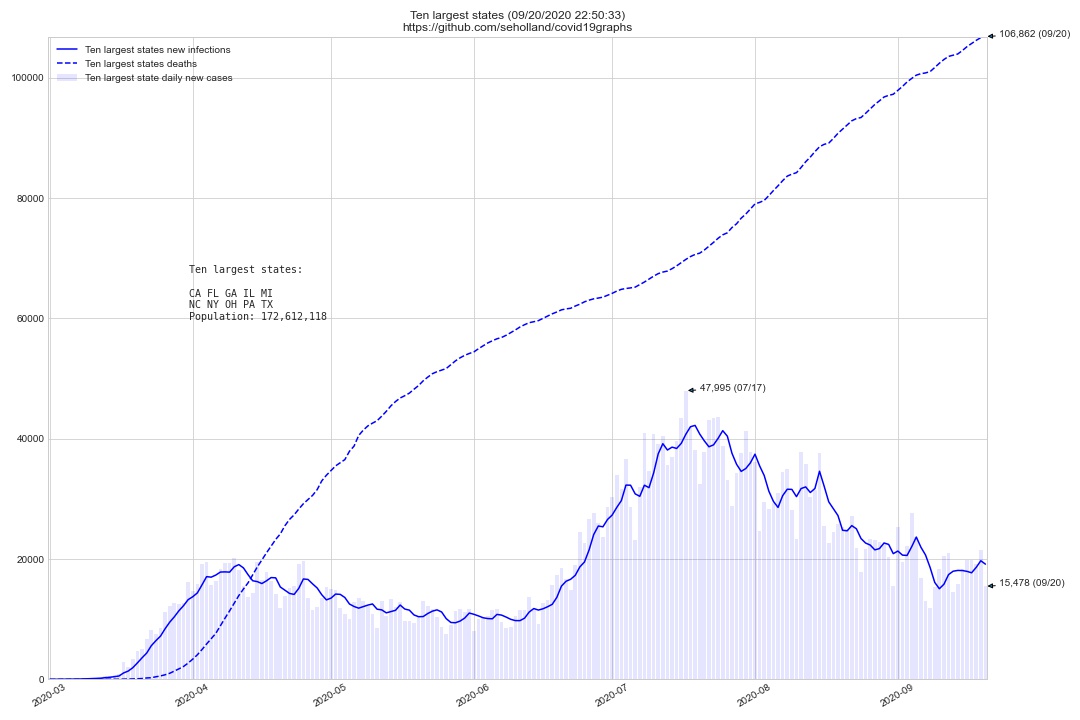 Ten largest states (09/20/2020 22:50:33)
https://github.com/seholland/covid19graphs
106,862 (09/20)
Ten largest states new infections
Ten largest states deaths
Ten largest state daily new cases
100000
80000
Ten largest states:
CA FL GA IL MI
NC NY OH PA TX
Population: 172,612,118
60000
47,995 (07/17)
40000
20000
15,478 (09/20)
0
2020-03
2020-04
2020-05
2020-06
2020-07
2020-08
2020-09